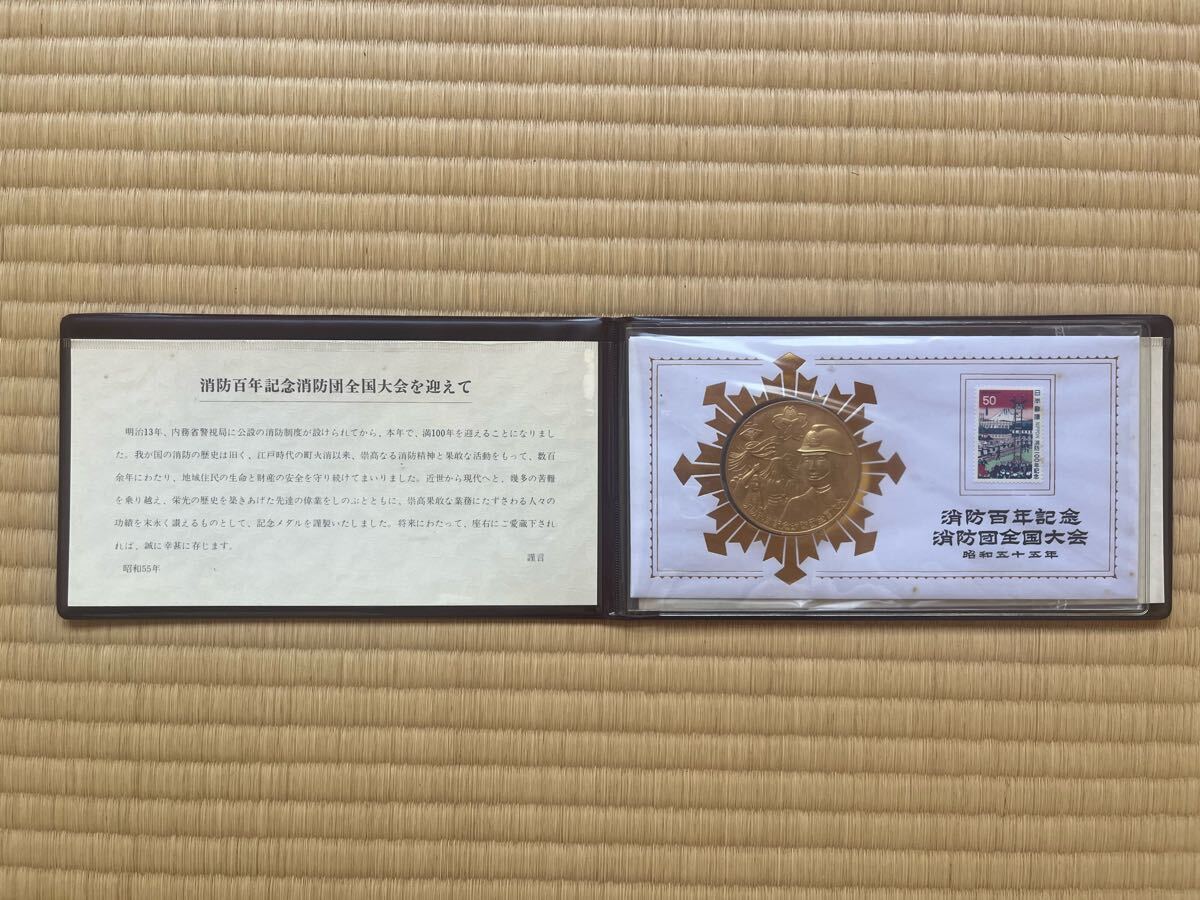 消防百年記念消防団全国大会を迎えて
明治13年、内務省警視局に公設の消防制度が設けられてから、本年で、満100年を迎えることになりまし
た。我が国の消防の歴史は旧く、江戸時代の町火消以来、崇高なる消防精神と果敢な活動をもって、数百
余年にわたり、地域住民の生命と財産の安全を守り続けてまいりました。近世から現代へと、幾多の苦難
を乗り越え、栄光の歴史を築きあげた先達の偉業をしのぶとともに、崇高果敢な業務にたずさわる人々の
功績を末永く讃えるものとして、記念メダルを謹製いたしました。将来にわたって、座右にご愛蔵下され
れば、誠に幸甚に存じます。
謹言
昭和55年
50
日本郵便
NIPPON
消防100年記念
消防百年記念
消防団全国大会
昭和五十五年